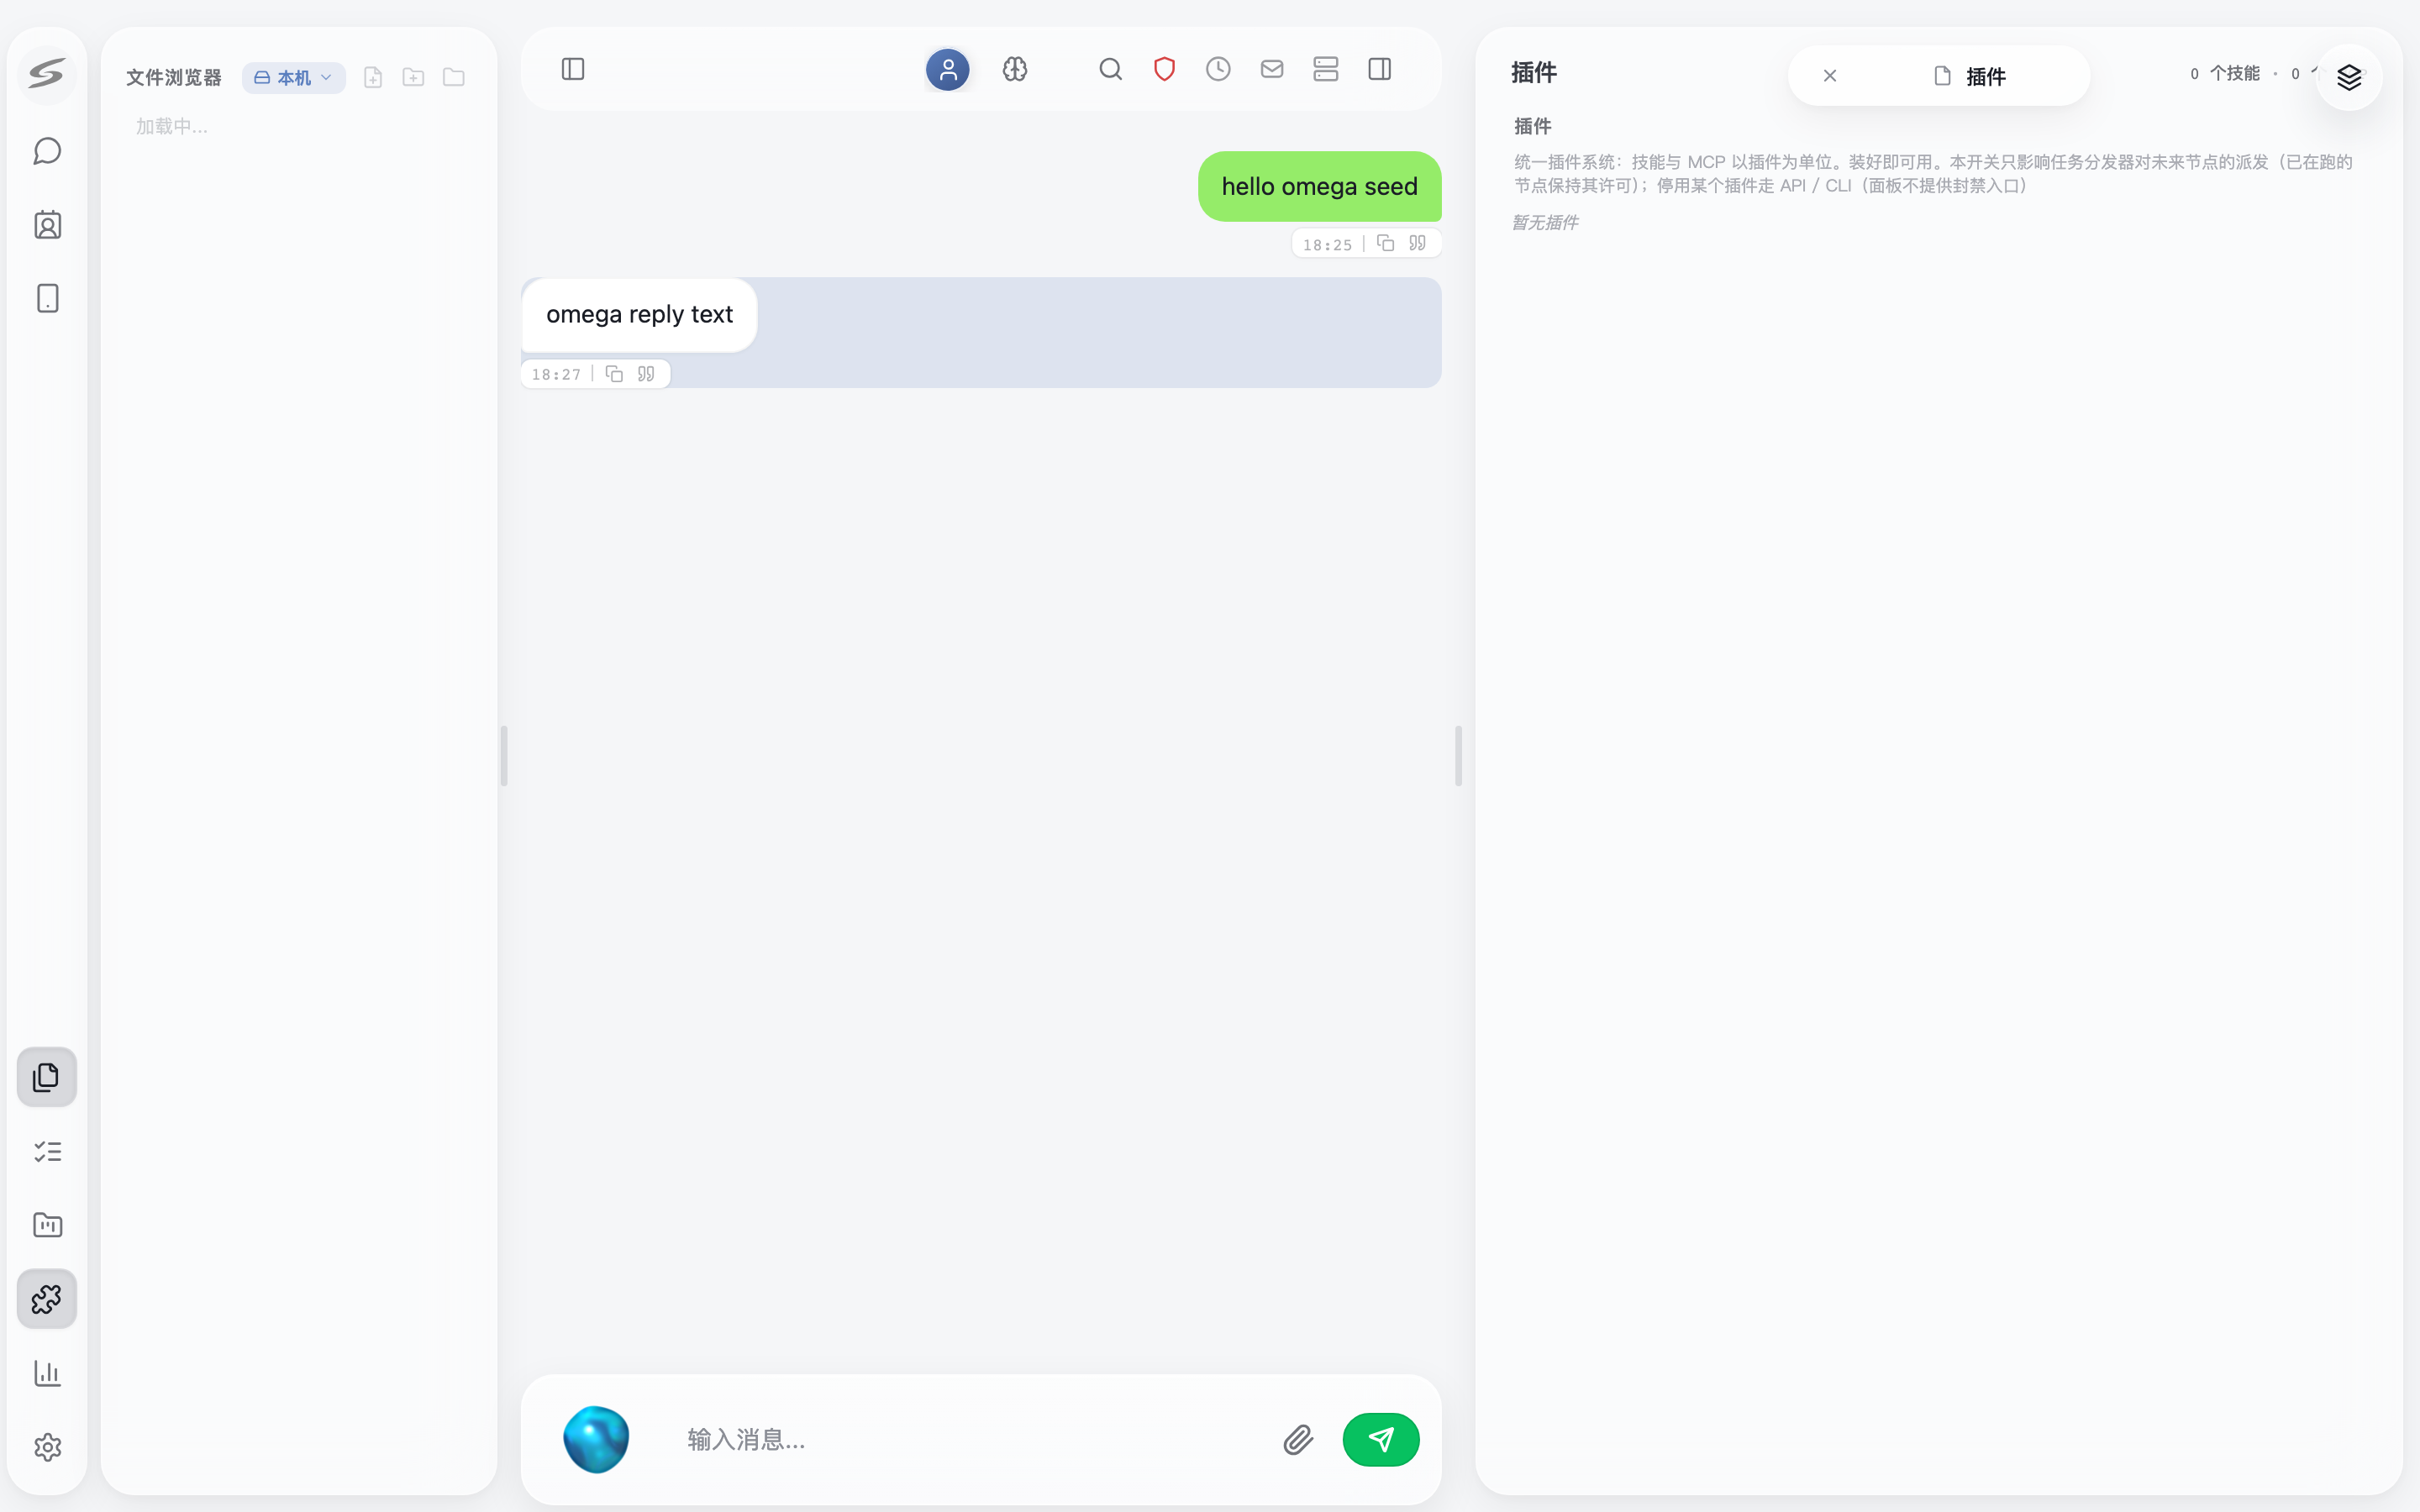 文件浏览器
本机
加载中...
hello omega seed
18:25
omega reply text
18:27
输入消息...
插件
插件
0 个技能 · 0
插件
统一插件系统：技能与 MCP 以插件为单位。装好即可用。本开关只影响任务分发器对未来节点的派发（已在跑的
节点保持其许可）；停用某个插件走 API / CLI（面板不提供封禁入口）
暂无插件